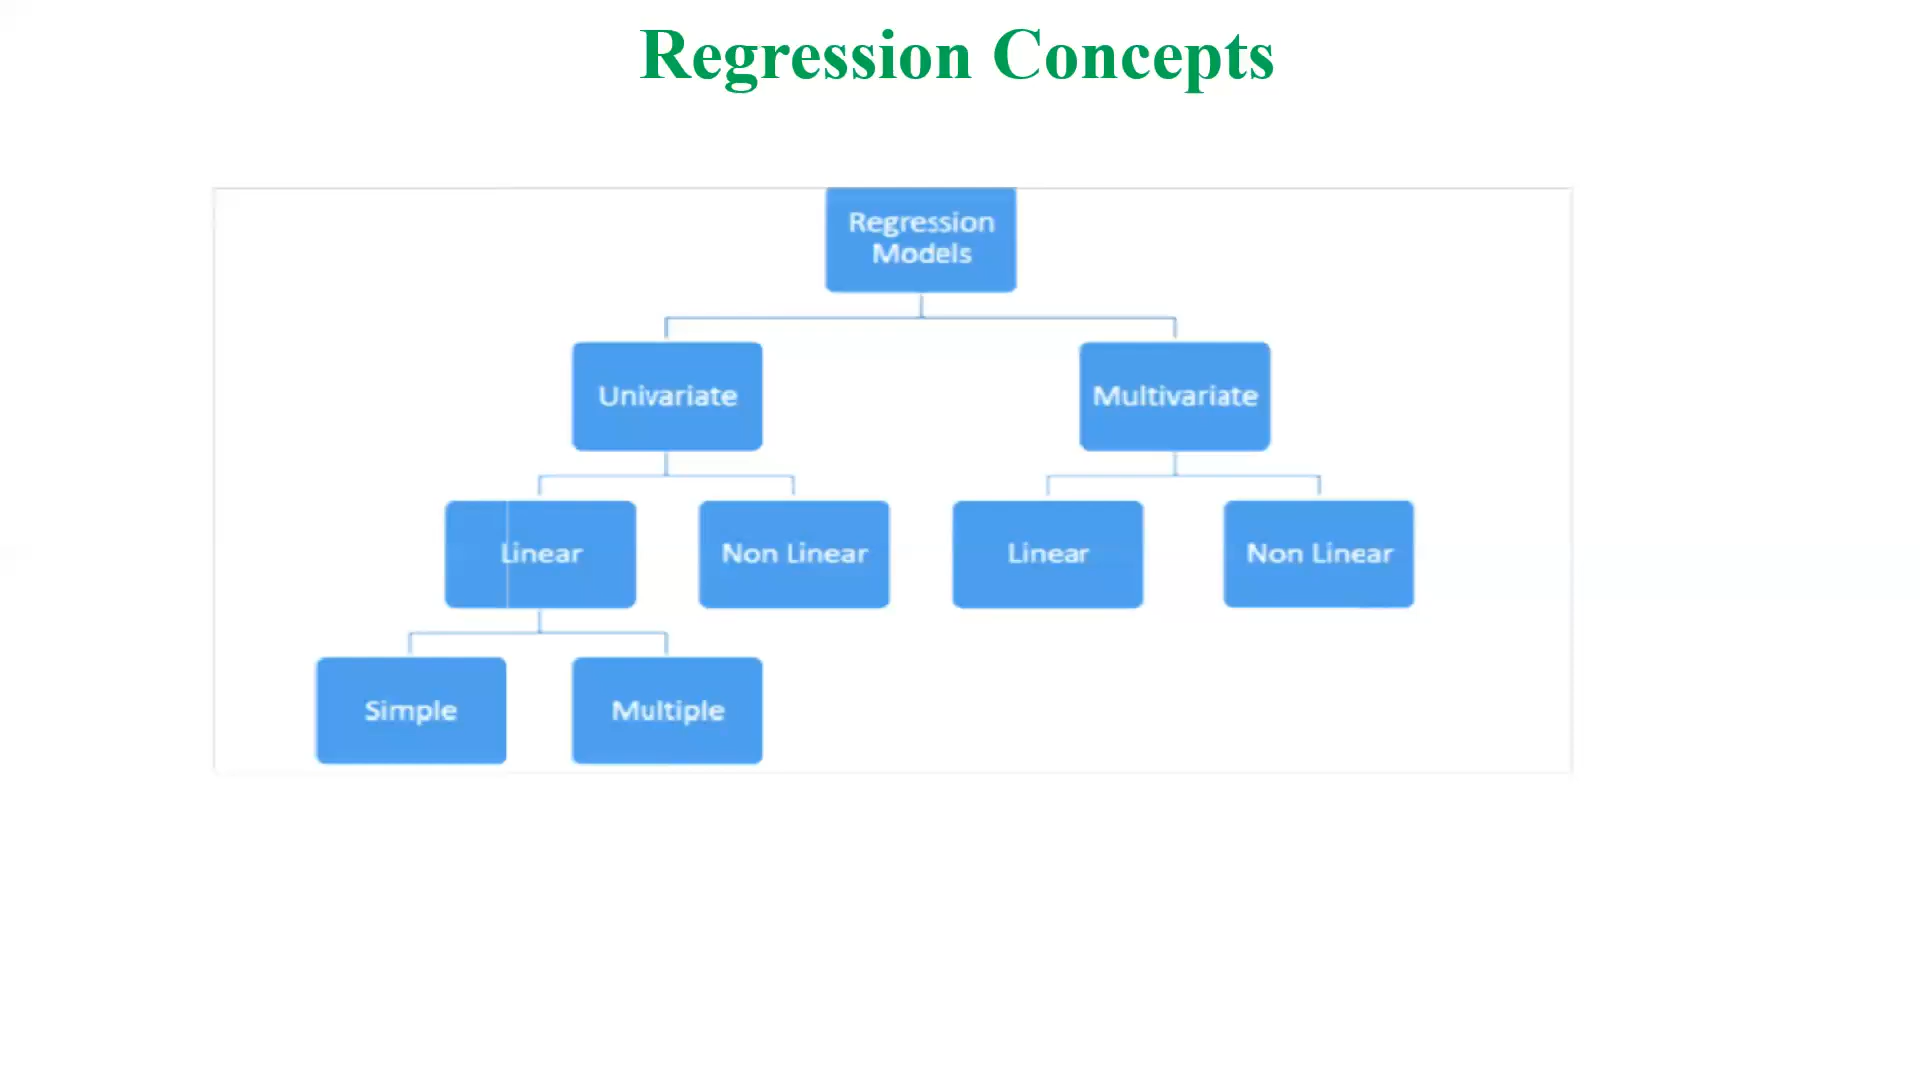 Regression Concepts
Regression
Models
Univariate
Multivariate
Linear
Non Linear
Linear
Non Linear
Simple
Multiple